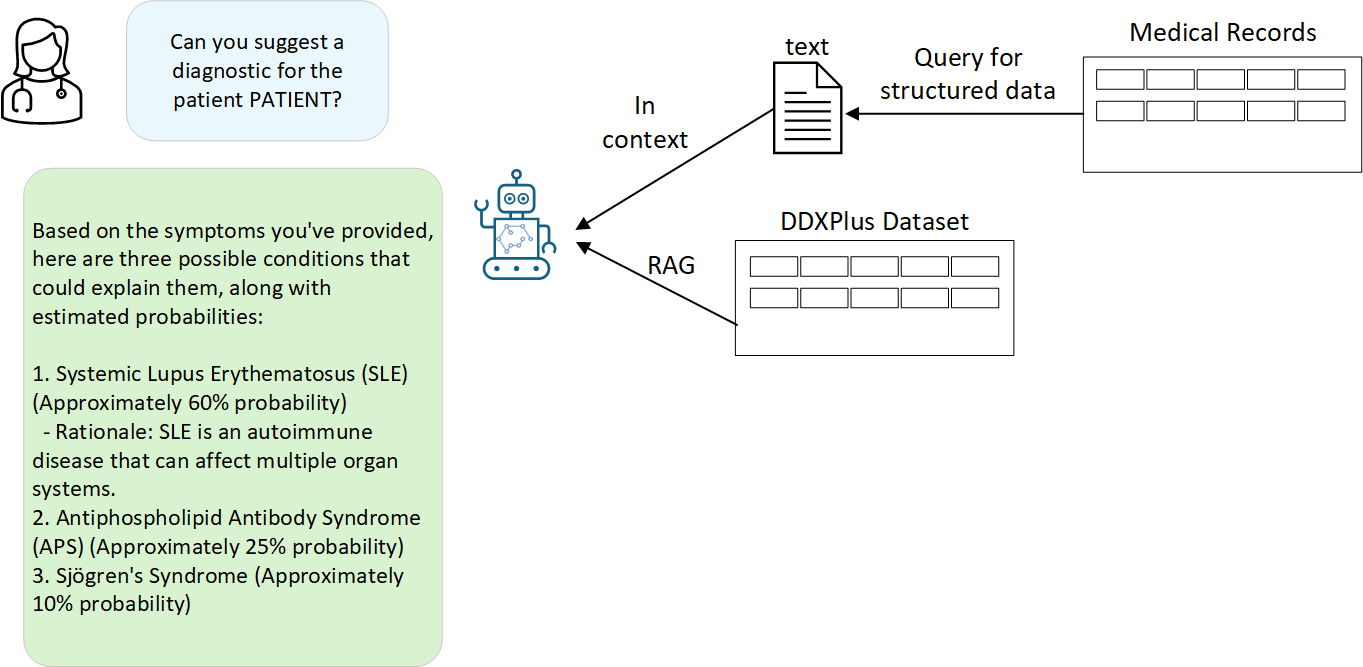 Can you suggest a
diagnostic for the
patient PATIENT?
Based on the symptoms you've provided,
here are three possible conditions that
could explain them, along with
estimated probabilities:
1. Systemic Lupus Erythematosus (SLE)
(Approximately 60% probability)
- Rationale: SLE is an autoimmune
disease that can affect multiple organ
systems.
2. Antiphospholipid Antibody Syndrome
(APS) (Approximately 25% probability)
3. Sjögren's Syndrome (Approximately
10% probability)
In
context
text
Query for
structured data
Medical Records
RAG
DDXPlus Dataset